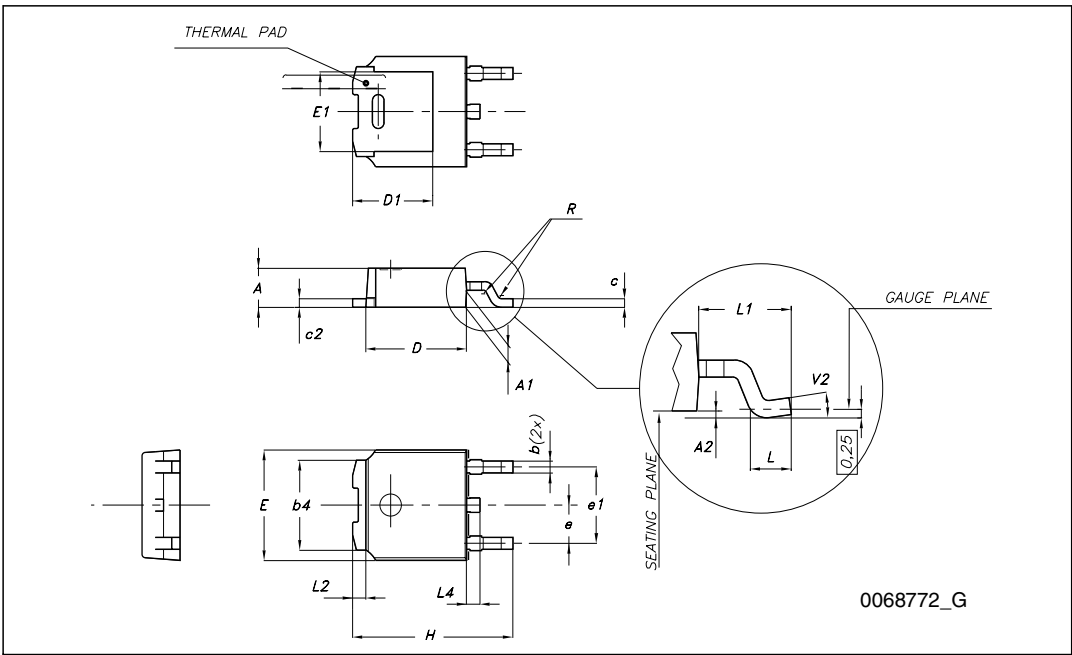 THERMAL PAD
E1
D1
R
A
c
c2
D
A1
L1
GAUGE PLANE
V2
A2
L
0,25
SEATING PLANE
b(2x)
E
b4
e
e1
L2
L4
H
0068772_G